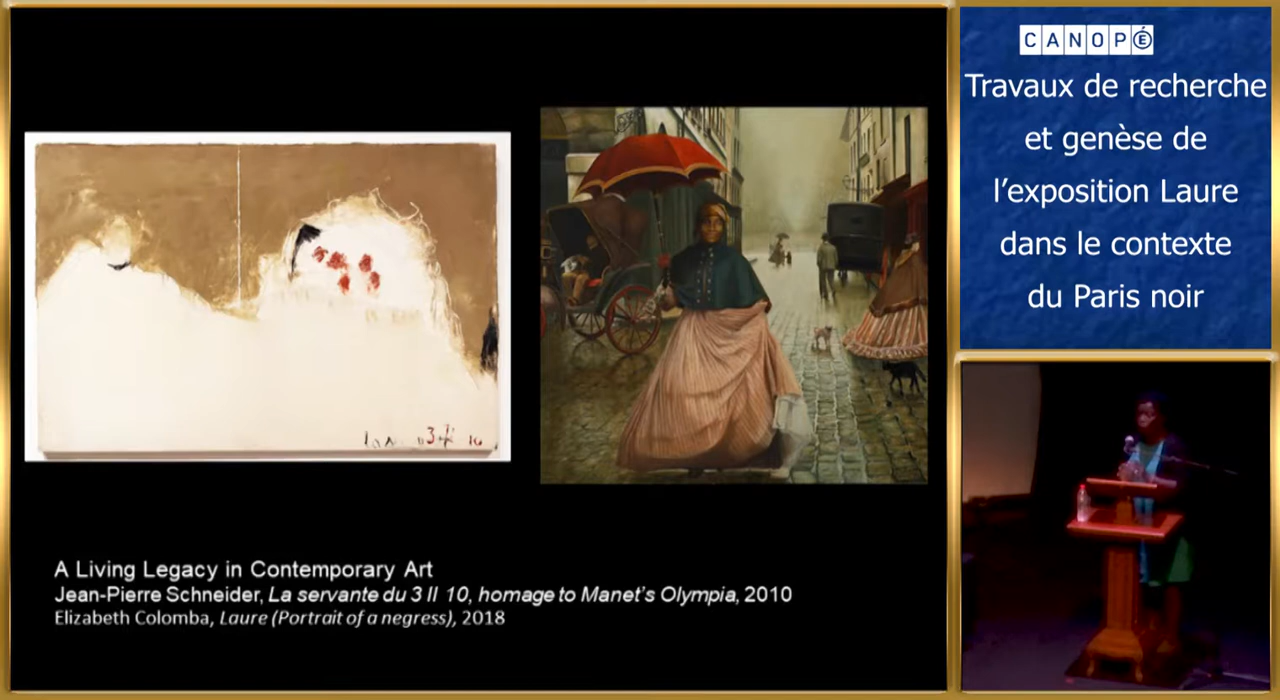 CANOPÉ
Travaux de recherche
et genèse de
l'exposition Laure
dans le contexte
du Paris noir
A Living Legacy in Contemporary Art
Jean-Pierre Schneider, La servante du 3 II 10, homage to Manet's Olympia, 2010
Elizabeth Colomba, Laure (Portrait of a negress), 2018